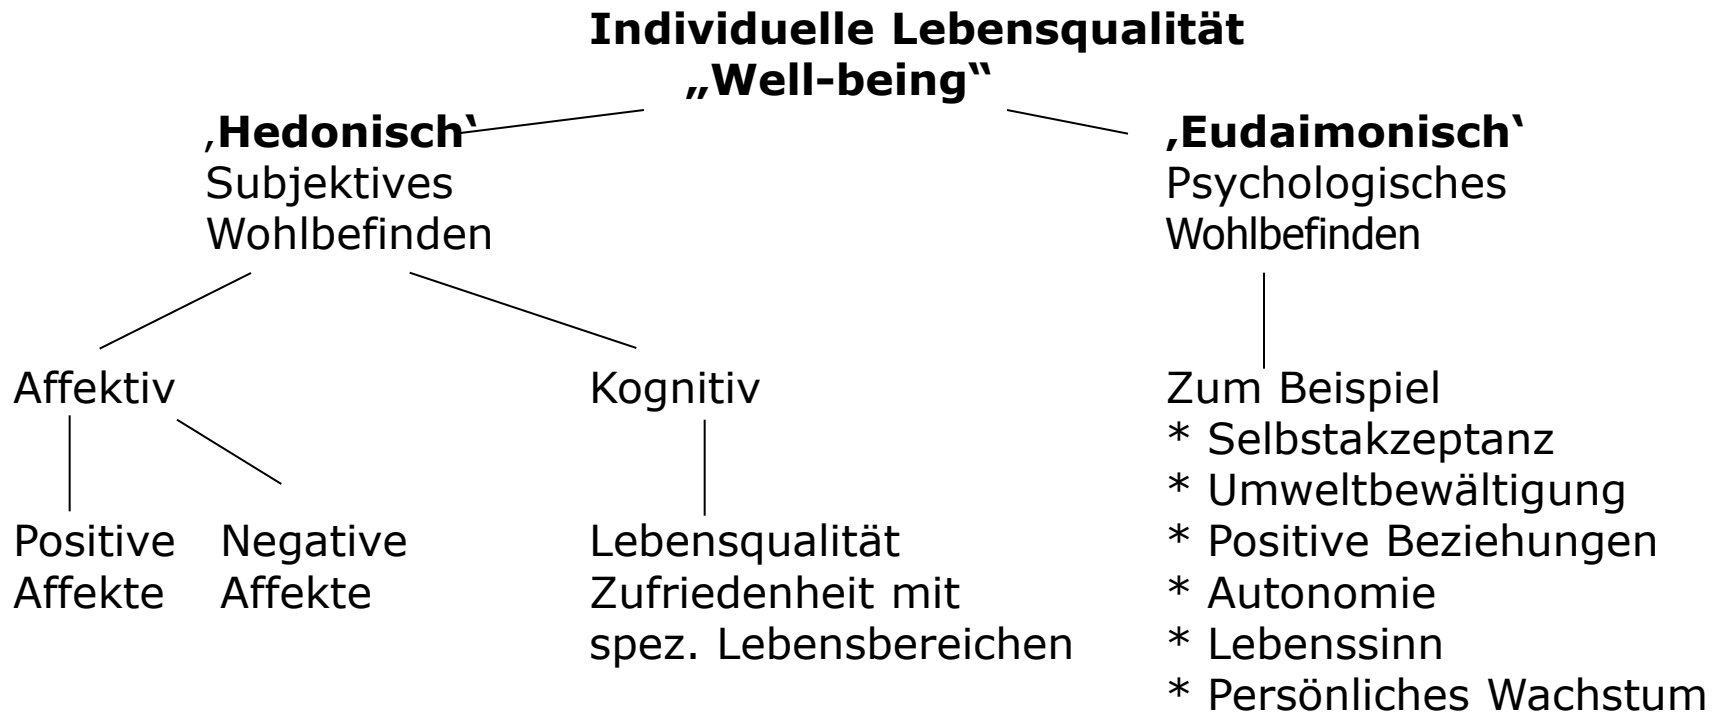 Individuelle Lebensqualität
„Well-being“
‚Hedonisch‘
Subjektives
Wohlbefinden
‚Eudaimonisch‘
Psychologisches
Wohlbefinden
Affektiv
Positive
Affekte
Negative
Affekte
Kognitiv
Lebensqualität
Zufriedenheit mit
spez. Lebensbereichen
Zum Beispiel
* Selbstakzeptanz
* Umweltbewältigung
* Positive Beziehungen
* Autonomie
* Lebenssinn
* Persönliches Wachstum